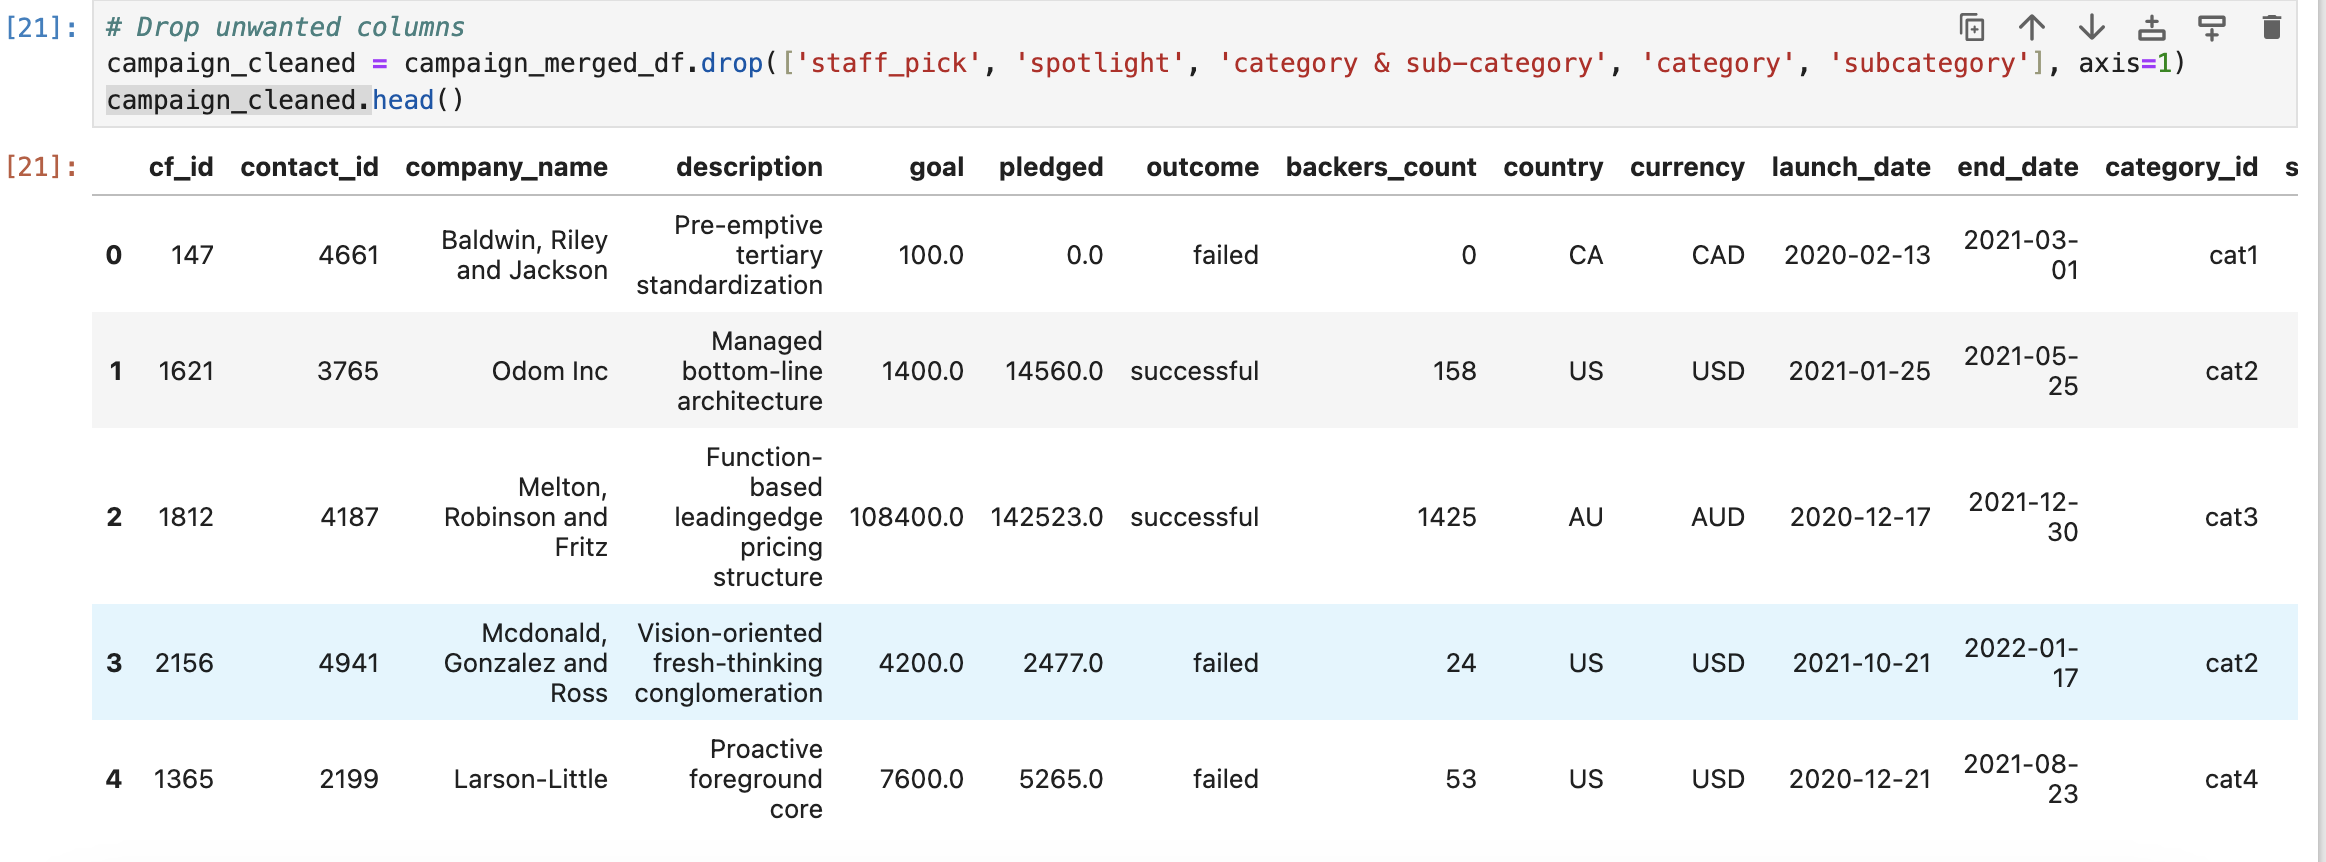 [21]: # Drop unwanted columns
campaign_cleaned = campaign_merged_df.drop(['staff_pick', 'spotlight', 'category & sub-category', 'category', 'subcategory'], axis=1)
campaign_cleaned.head()
[21]: cf_id contact_id company_name description goal pledged outcome backers_count country currency launch_date end_date category_id s
0 147 4661 Baldwin, Riley and Jackson Pre-emptive tertiary standardization 100.0 0.0 failed 0 CA CAD 2020-02-13 2021-03-01 cat1
1 1621 3765 Odom Inc Managed bottom-line architecture 1400.0 14560.0 successful 158 US USD 2021-01-25 2021-05-25 cat2
2 1812 4187 Melton, Robinson and Fritz Function-based leadingedge pricing structure 108400.0 142523.0 successful 1425 AU AUD 2020-12-17 2021-12-30 cat3
3 2156 4941 Mcdonald, Gonzalez and Ross Vision-oriented fresh-thinking conglomeration 4200.0 2477.0 failed 24 US USD 2021-10-21 2022-01-17 cat2
4 1365 2199 Larson-Little Proactive foreground core 7600.0 5265.0 failed 53 US USD 2020-12-21 2021-08-23 cat4